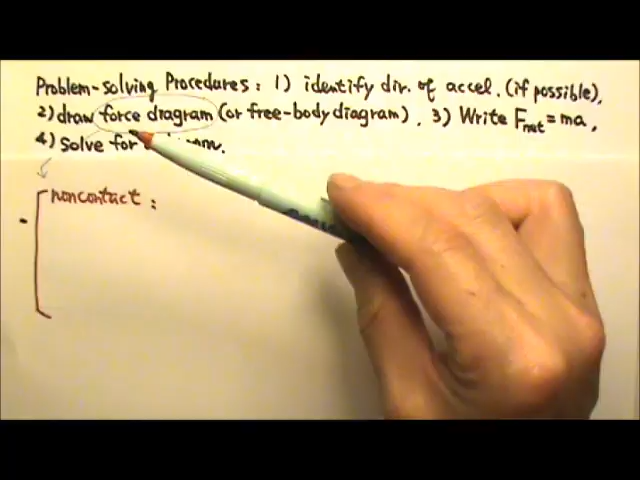 Problem-solving Procedures: 1) identify dir. of accel. (if possible),
2) draw force diagram (or free-body diagram), 3) Write Fnet = ma,
4) Solve for
noncontact :